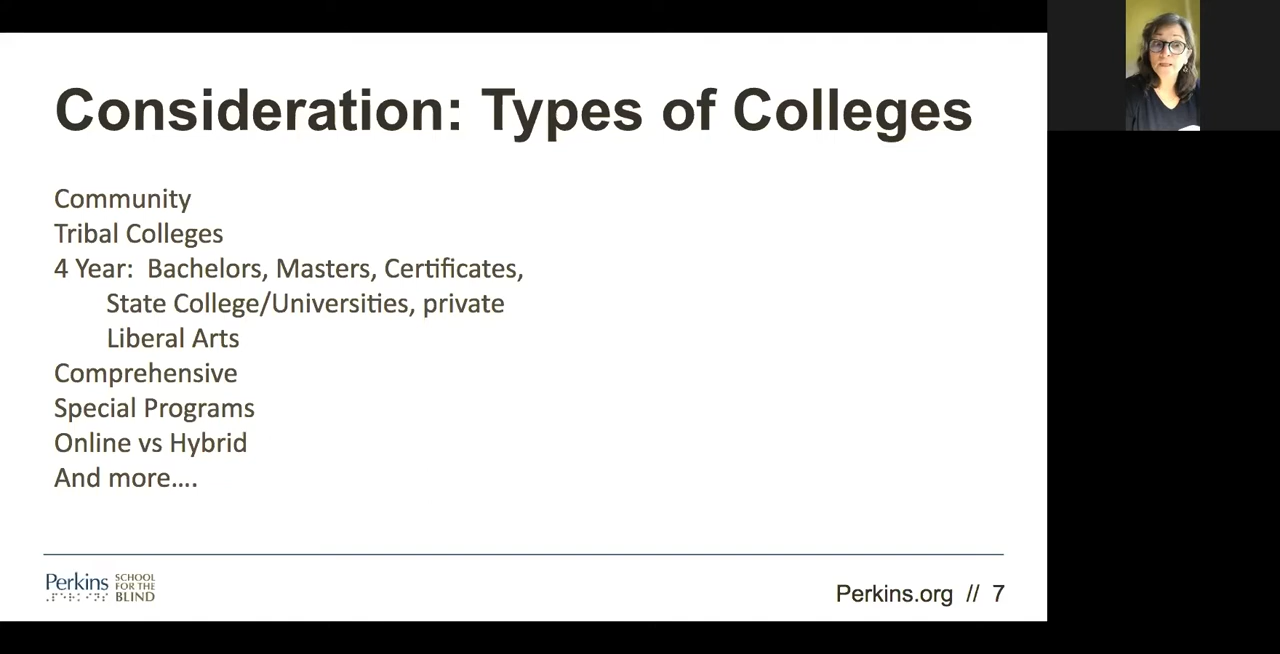 Consideration: Types of Colleges
Community
Tribal Colleges
4 Year:  Bachelors, Masters, Certificates,
State College/Universities, private
Liberal Arts
Comprehensive
Special Programs
Online vs Hybrid
And more....
Perkins SCHOOL FOR THE BLIND
⠠⠏⠑⠗⠅⠊⠝⠎
Perkins.org // 7